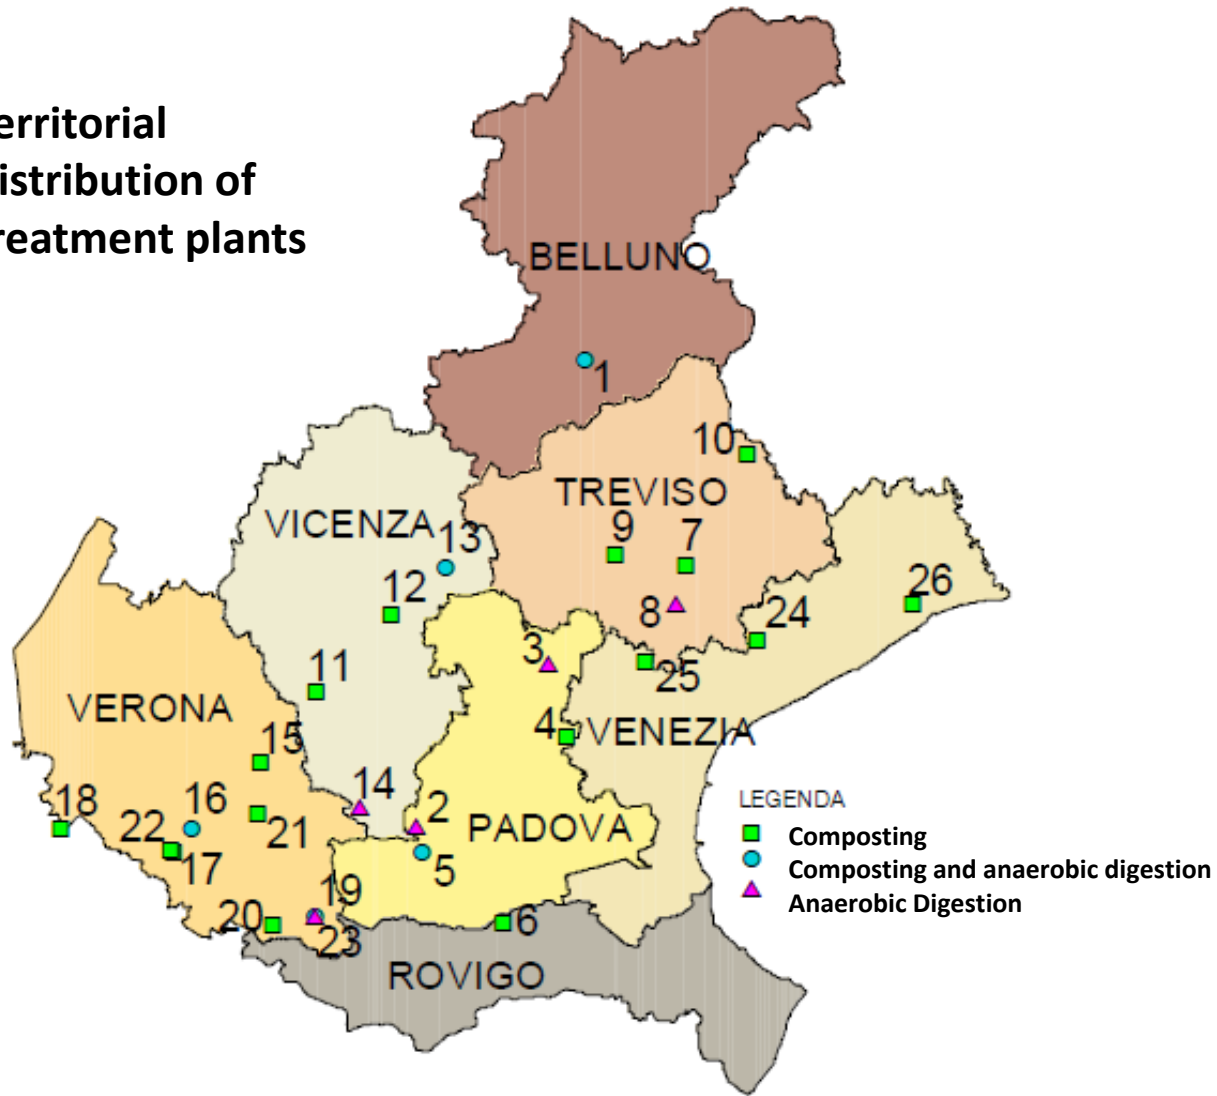 erritorial
istribution of
reatment plants
BELLUNO
1
10
TREVISO
VICENZA
13
9
7
12
26
8
24
3
11
25
VERONA
4
VENEZIA
15
14
LEGENDA
18
16
2
22
21
PADOVA
Composting
17
5
Composting and anaerobic digestion
19
Anaerobic Digestion
20
6
23
ROVIGO